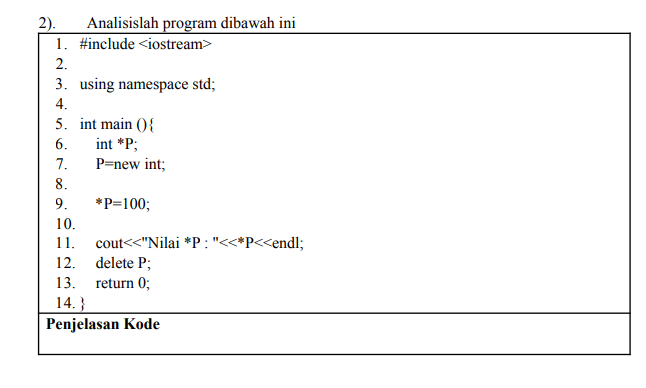 2). Analisislah program dibawah ini
1. #include <iostream>
2.
3. using namespace std;
4.
5. int main (){
6. int *P;
7. P=new int;
8.
9. *P=100;
10.
11. cout<<"Nilai *P : "<<*P<<endl;
12. delete P;
13. return 0;
14. }
Penjelasan Kode